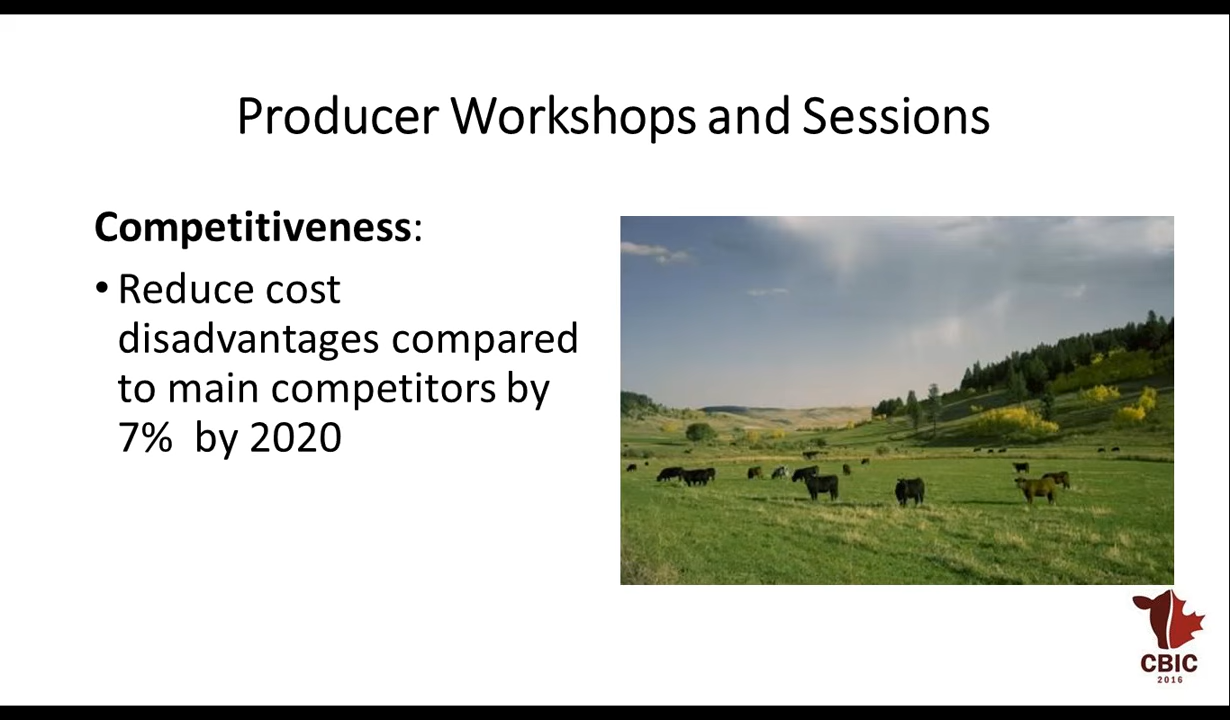 Producer Workshops and Sessions
Competitiveness:
• Reduce cost
disadvantages compared
to main competitors by
7%  by 2020
CBIC
2016